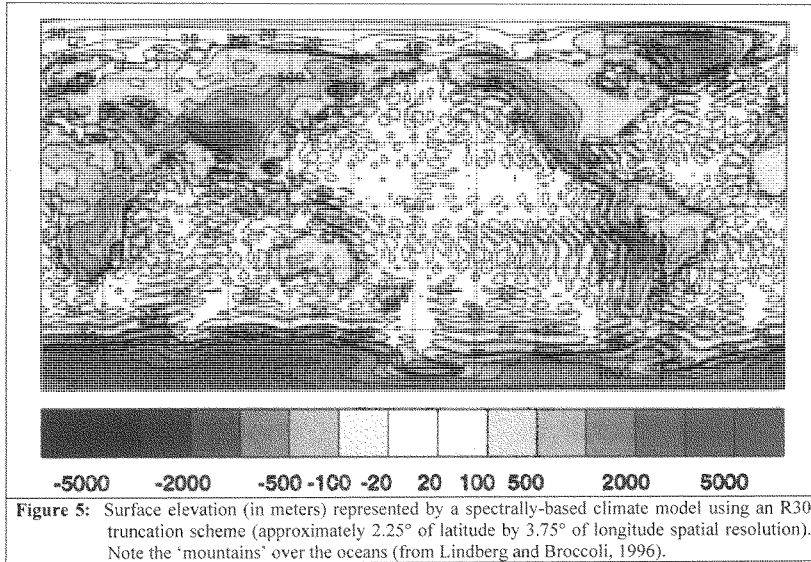 -5000 -2000 -500 -100 -20 20 100 500 2000 5000
Figure 5: Surface elevation (in meters) represented by a spectrally-based climate model using an R30
truncation scheme (approximately 2.25° of latitude by 3.75° of longitude spatial resolution).
Note the ‘mountains’ over the oceans (from Lindberg and Broccoli, 1996).